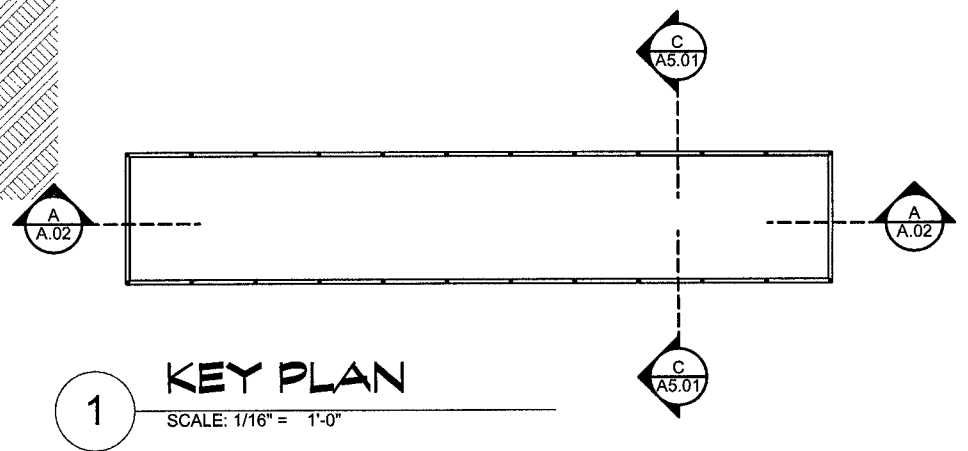 C
A5.01
A
A.02
A
A.02
C
A5.01
1
KEY PLAN
SCALE: 1/16" = 1'-0"